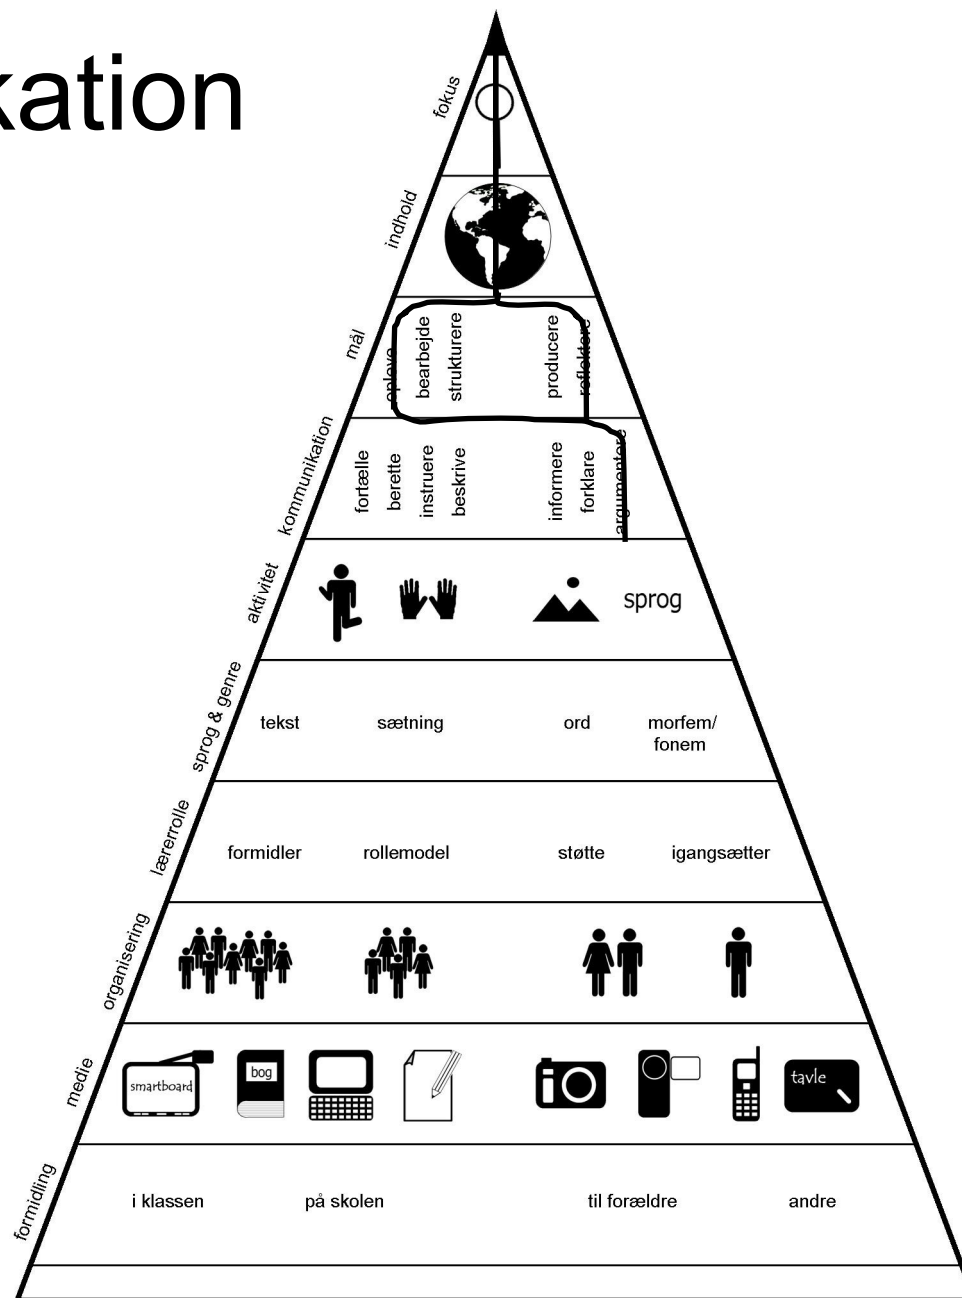 kation
fokus
indhold
mål
opleve
bearbejde
strukturere
producere
reflektere
kommunikation
fortælle
berette
instruere
beskrive
informere
forklare
argumentere
aktivitet
sprog
sprog & genre
tekst
sætning
ord
morfem/
fonem
lærerrolle
formidler
rollemodel
støtte
igangsætter
organisering
medie
smartboard
bog
tavle
formidling
i klassen
på skolen
til forældre
andre